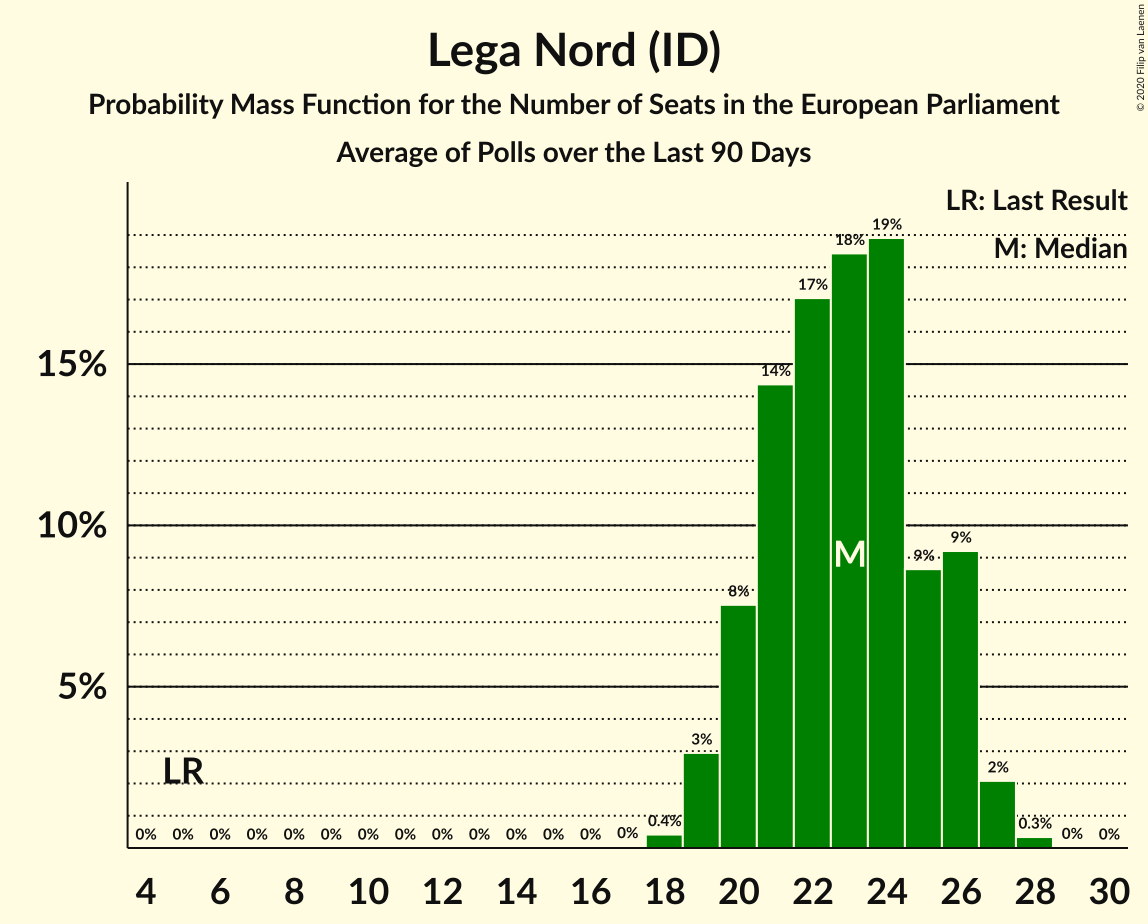 Lega Nord (ID)
Probability Mass Function for the Number of Seats in the European Parliament
Average of Polls over the Last 90 Days
© 2020 Filip van Laenen
LR: Last Result
M: Median
15%
10%
5%
LR
M
0% 0% 0% 0% 0% 0% 0% 0% 0% 0% 0% 0% 0% 0% 0.4% 3% 8% 14% 17% 18% 19% 9% 9% 2% 0.3% 0% 0%
4 6 8 10 12 14 16 18 20 22 24 26 28 30